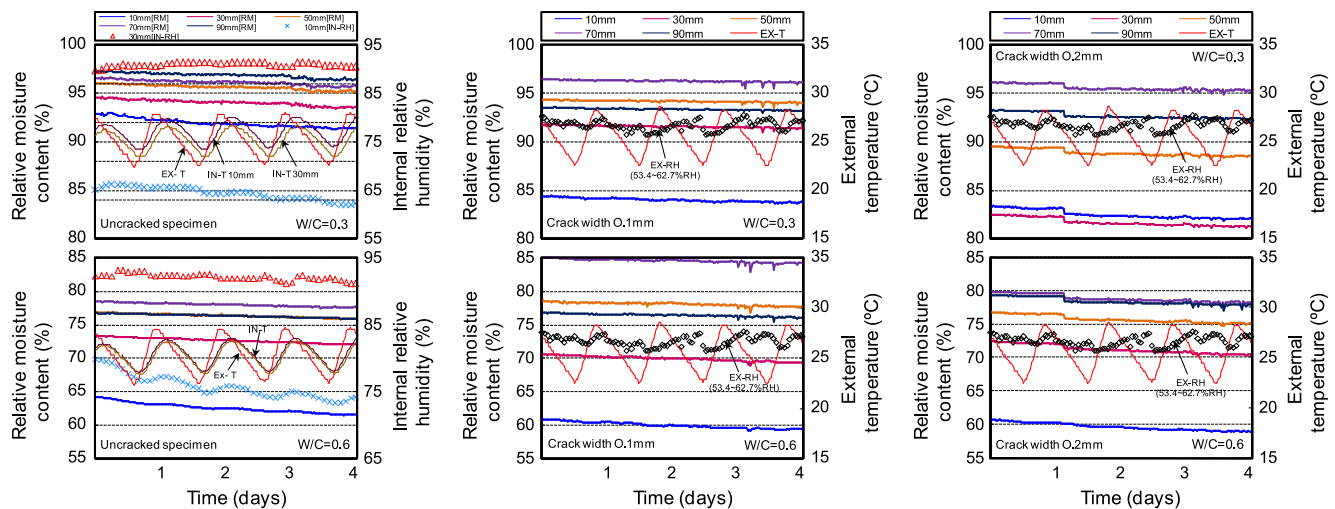 10mm[RM] 30mm[RM] 50mm[RM]
70mm[RM] 90mm[RM] 10mm[IN-RH]
30mm[IN-RH]
Relative moisture content (%)
100
95
90
85
80
95
85
75
65
55
Internal relative humidity (%)
EX-T
IN-T 10mm
IN-T 30mm
Uncracked specimen
W/C=0.3
10mm 30mm 50mm
70mm 90mm EX-T
Relative moisture content (%)
100
95
90
85
80
35
30
25
20
15
External temperature (ºC)
EX-RH
(53.4~62.7%RH)
Crack width 0.1mm
W/C=0.3
10mm 30mm 50mm
70mm 90mm EX-T
Crack width 0.2mm
W/C=0.3
Relative moisture content (%)
100
95
90
85
80
35
30
25
20
15
External temperature (ºC)
EX-RH
(53.4~62.7%RH)
Relative moisture content (%)
85
80
75
70
65
60
55
95
85
75
65
Internal relative humidity (%)
IN-T
Ex-T
Uncracked specimen
W/C=0.6
1 2 3 4
Time (days)
Relative moisture content (%)
85
80
75
70
65
60
55
35
30
25
20
15
External temperature (ºC)
EX-RH
(53.4~62.7%RH)
Crack width 0.1mm
W/C=0.6
1 2 3 4
Time (days)
Relative moisture content (%)
85
80
75
70
65
60
55
35
30
25
20
15
External temperature (ºC)
EX-RH
(53.4~62.7%RH)
Crack width 0.2mm
W/C=0.6
1 2 3 4
Time (days)